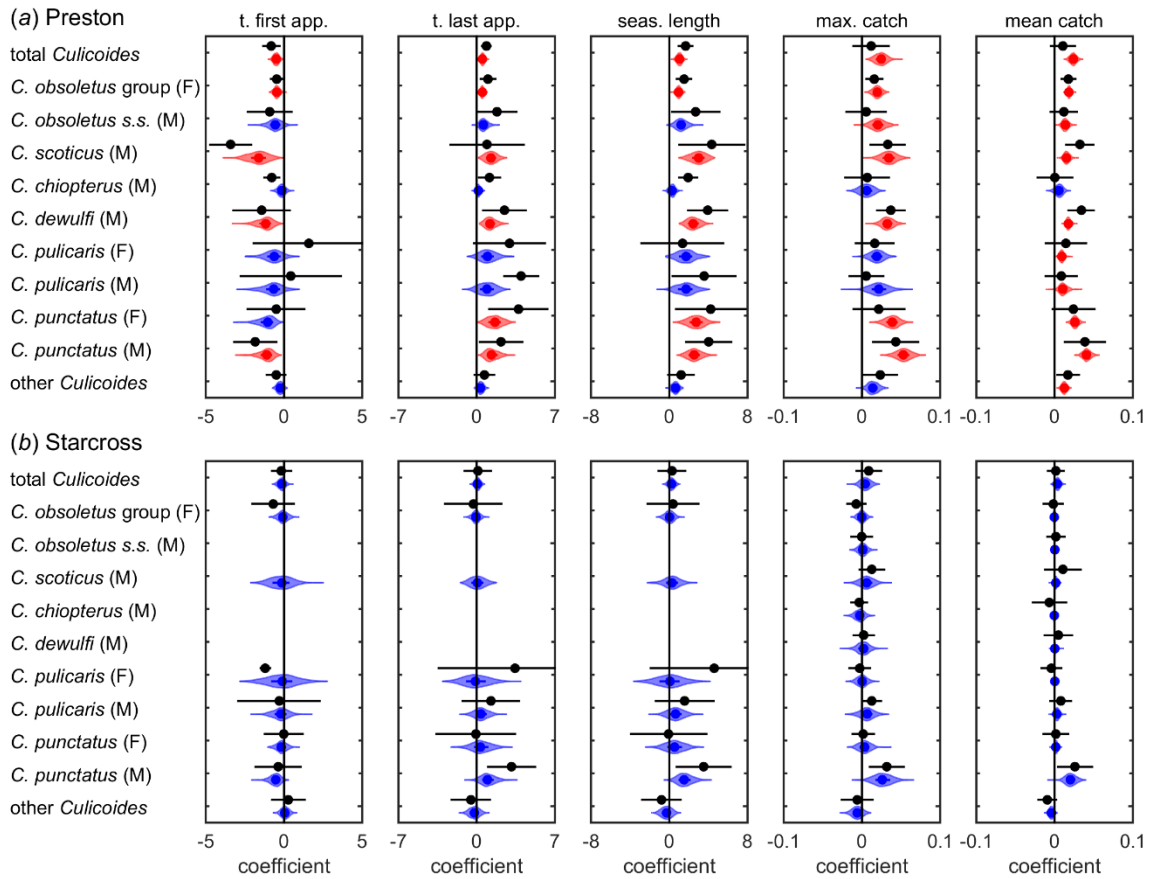 (a) Preston
t. first app. t. last app. seas. length max. catch mean catch
total Culicoides
C. obsoletus group (F)
C. obsoletus s.s. (M)
C. scoticus (M)
C. chiopterus (M)
C. dewulfi (M)
C. pulicaris (F)
C. pulicaris (M)
C. punctatus (F)
C. punctatus (M)
other Culicoides
-5 0 5 -7 0 7 -8 0 8 -0.1 0 0.1 -0.1 0 0.1
(b) Starcross
total Culicoides
C. obsoletus group (F)
C. obsoletus s.s. (M)
C. scoticus (M)
C. chiopterus (M)
C. dewulfi (M)
C. pulicaris (F)
C. pulicaris (M)
C. punctatus (F)
C. punctatus (M)
other Culicoides
-5 0 5 -7 0 7 -8 0 8 -0.1 0 0.1 -0.1 0 0.1
coefficient coefficient coefficient coefficient coefficient